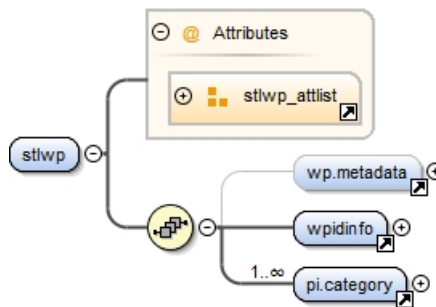 @ Attributes
stlwp_attlist
stlwp
wp.metadata
wpidinfo
1..∞
pi.category